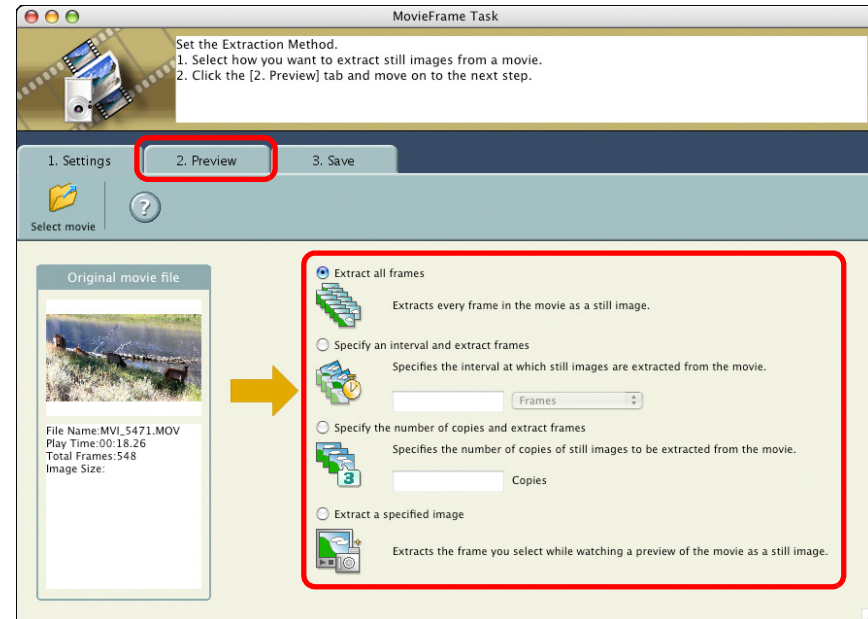 MovieFrame Task
Set the Extraction Method.
1. Select how you want to extract still images from a movie.
2. Click the [2. Preview] tab and move on to the next step.
1. Settings
2. Preview
3. Save
Select movie
?
Original movie file
File Name:MVI_5471.MOV
Play Time:00:18.26
Total Frames:548
Image Size:
Extract all frames
Extracts every frame in the movie as a still image.
Specify an interval and extract frames
Specifies the interval at which still images are extracted from the movie.
Frames
Specify the number of copies and extract frames
Specifies the number of copies of still images to be extracted from the movie.
3
Copies
Extract a specified image
Extracts the frame you select while watching a preview of the movie as a still image.